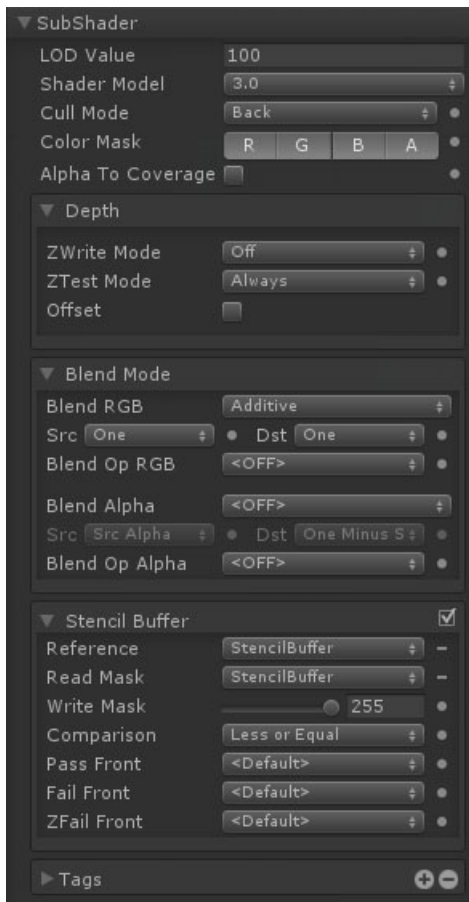 SubShader
LOD Value 100
Shader Model 3.0
Cull Mode Back
Color Mask R G B A
Alpha To Coverage
Depth
ZWrite Mode Off
ZTest Mode Always
Offset
Blend Mode
Blend RGB Additive
Src One Dst One
Blend Op RGB <OFF>
Blend Alpha <OFF>
Src Src Alpha Dst One Minus S
Blend Op Alpha <OFF>
Stencil Buffer
Reference StencilBuffer
Read Mask StencilBuffer
Write Mask 255
Comparison Less or Equal
Pass Front <Default>
Fail Front <Default>
ZFail Front <Default>
Tags